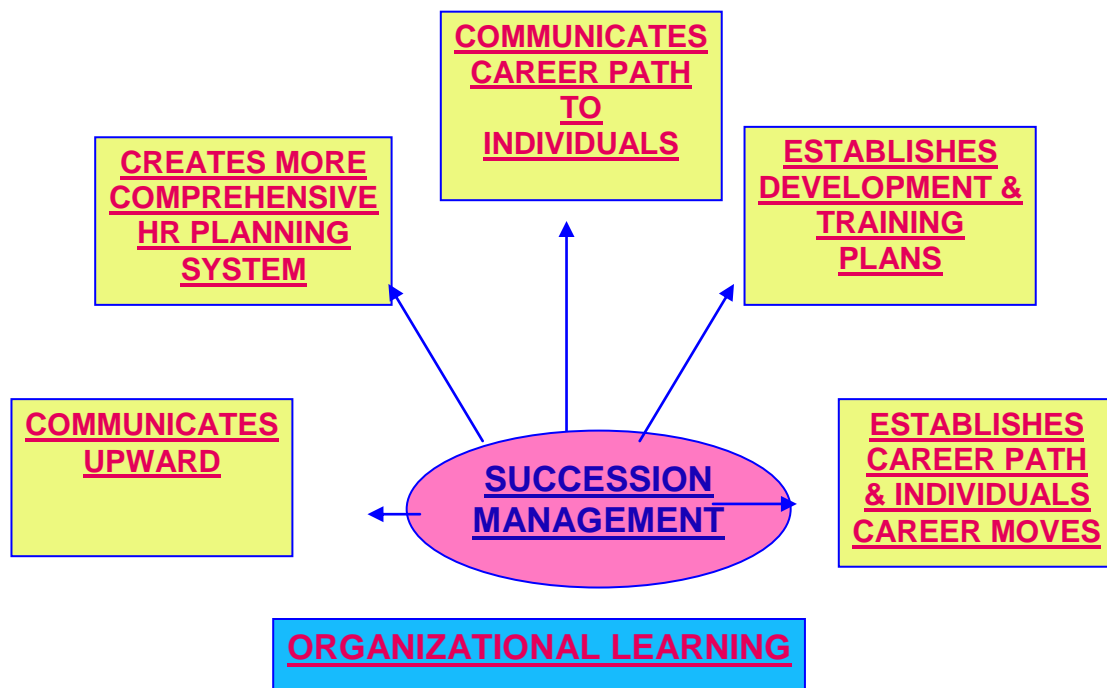 COMMUNICATES
CAREER PATH
TO
INDIVIDUALS
CREATES MORE
COMPREHENSIVE
HR PLANNING
SYSTEM
ESTABLISHES
DEVELOPMENT &
TRAINING
PLANS
COMMUNICATES
UPWARD
SUCCESSION
MANAGEMENT
ESTABLISHES
CAREER PATH
& INDIVIDUALS
CAREER MOVES
ORGANIZATIONAL LEARNING